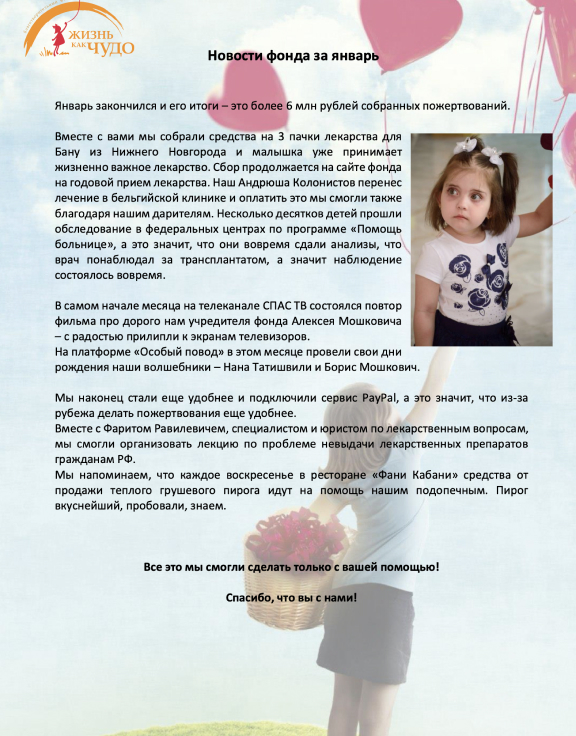 ЖИЗНЬ
КАК ЧУДО
Новости фонда за январь
Январь закончился и его итоги – это более 6 млн рублей собранных пожертвований.
Вместе с вами мы собрали средства на 3 пачки лекарства для
Бану из Нижнего Новгорода и малышка уже принимает
жизненно важное лекарство. Сбор продолжается на сайте фонда
на годовой прием лекарства. Наш Андрюша Колонистов перенес
лечение в бельгийской клинике и оплатить это мы смогли также
благодаря нашим дарителям. Несколько десятков детей прошли
обследование в федеральных центрах по программе «Помощь
больнице», а это значит, что они вовремя сдали анализы, что
врач понаблюдал за трансплантатом, а значит наблюдение
состоялось вовремя.
В самом начале месяца на телеканале СПАС ТВ состоялся повтор
фильма про дорого нам учредителя фонда Алексея Мошковича
– с радостью прилипли к экранам телевизоров.
На платформе «Особый повод» в этом месяце провели свои дни
рождения наши волшебники – Нана Татишвили и Борис Мошкович.
Мы наконец стали еще удобнее и подключили сервис PayPal, а это значит, что из-за
рубежа делать пожертвования еще удобнее.
Вместе с Фаритом Равилевичем, специалистом и юристом по лекарственным вопросам,
мы смогли организовать лекцию по проблеме невыдачи лекарственных препаратов
гражданам РФ.
Мы напоминаем, что каждое воскресенье в ресторане «Фани Кабани» средства от
продажи теплого грушевого пирога идут на помощь нашим подопечным. Пирог
вкуснейший, пробовали, знаем.
Все это мы смогли сделать только с вашей помощью!
Спасибо, что вы с нами!